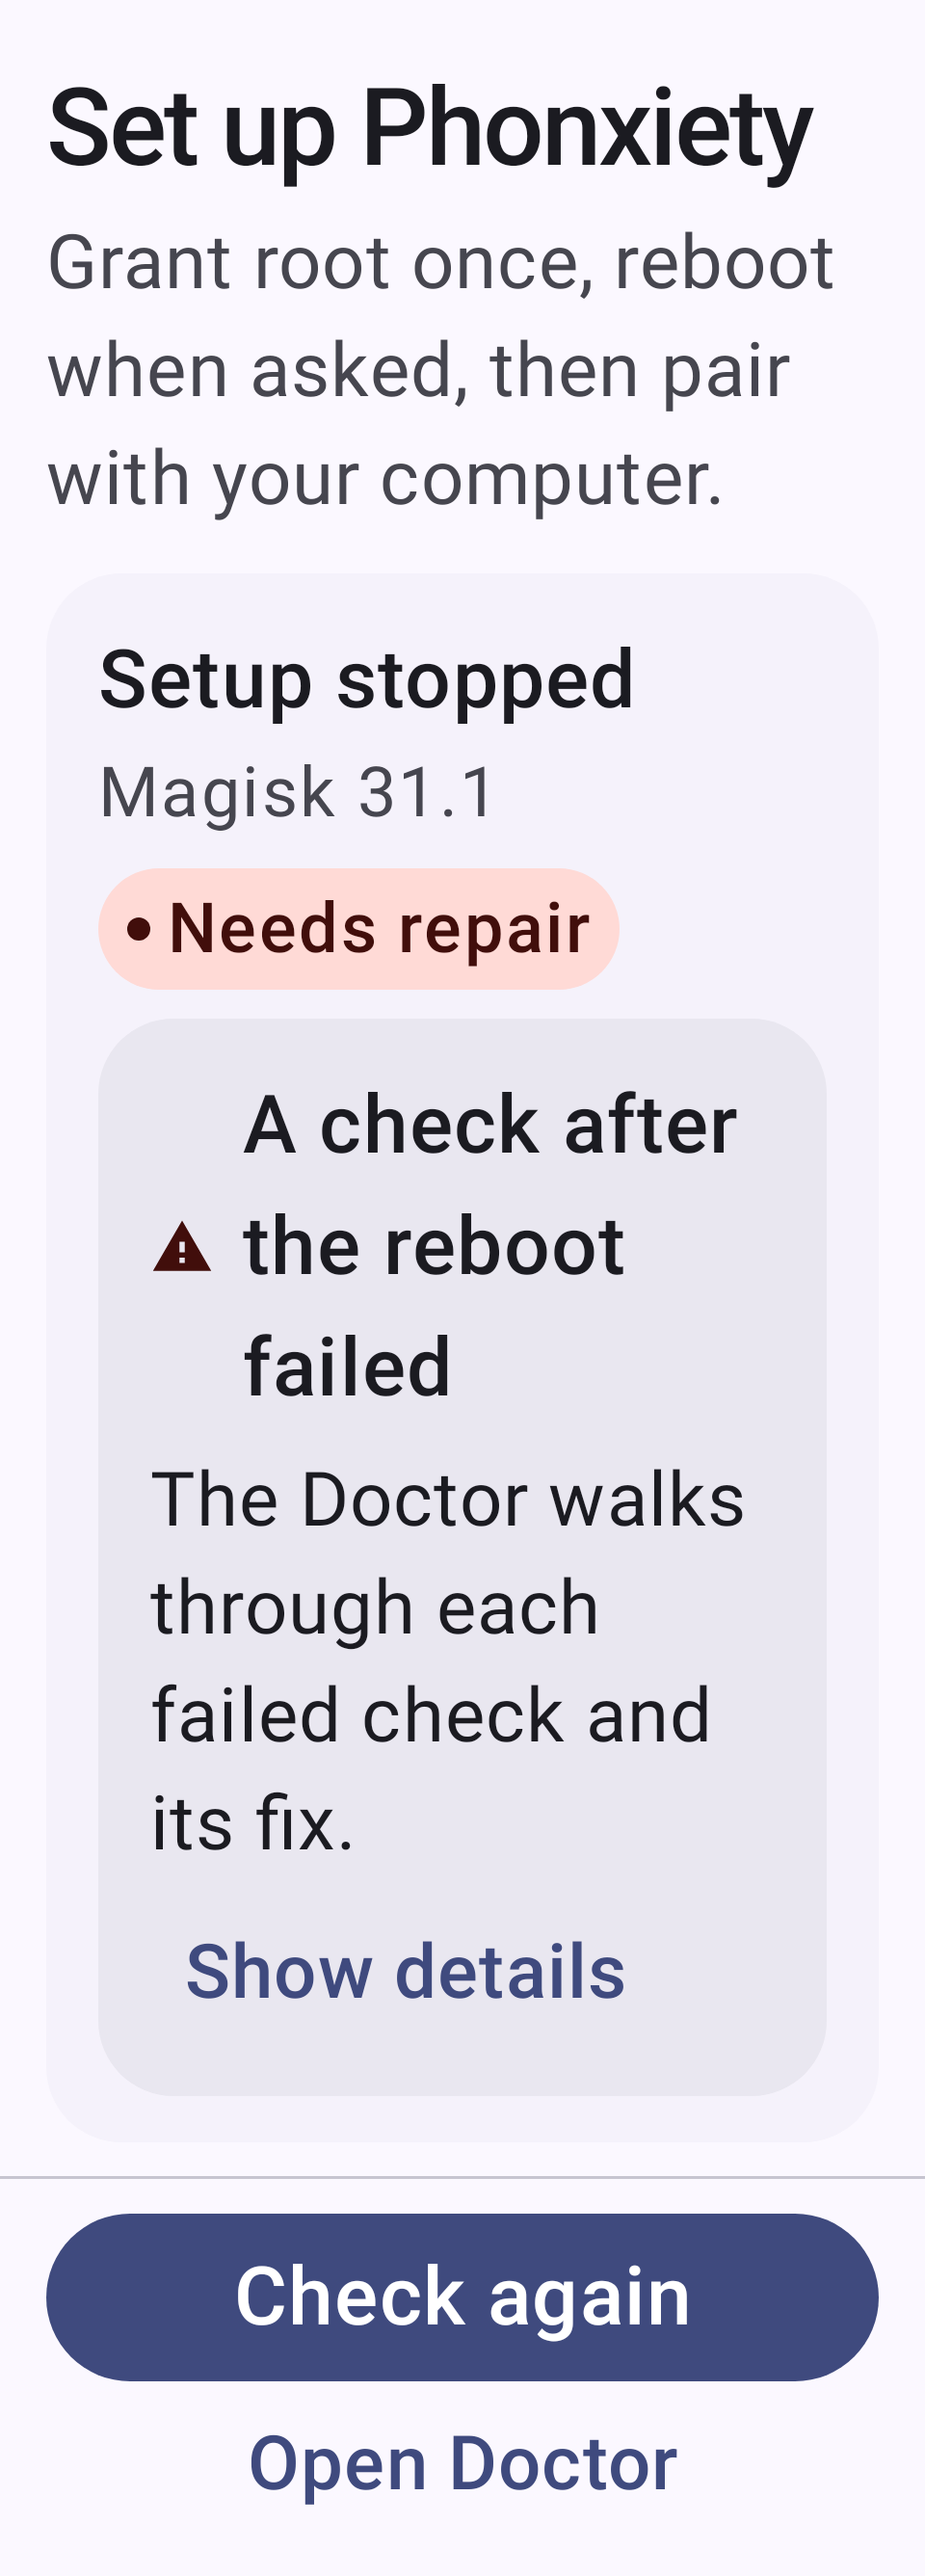 Set up Phonxiety
Grant root once, reboot
when asked, then pair
with your computer.
Setup stopped
Magisk 31.1
Needs repair
A check after
the reboot
failed
The Doctor walks
through each
failed check and
its fix.
Show details
Check again
Open Doctor